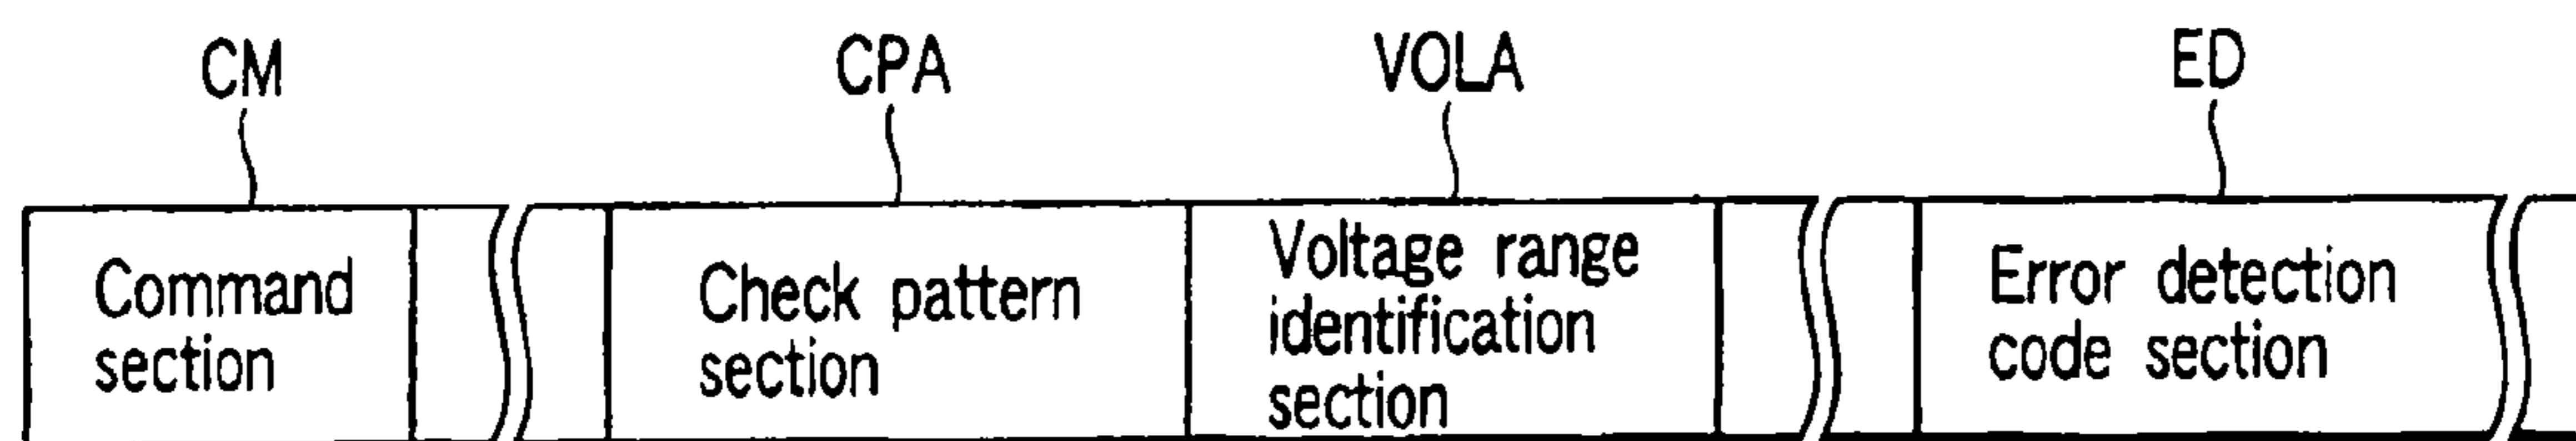 CM CPA VOLA ED
Command
section
Check pattern
section
Voltage range
identification
section
Error detection
code section